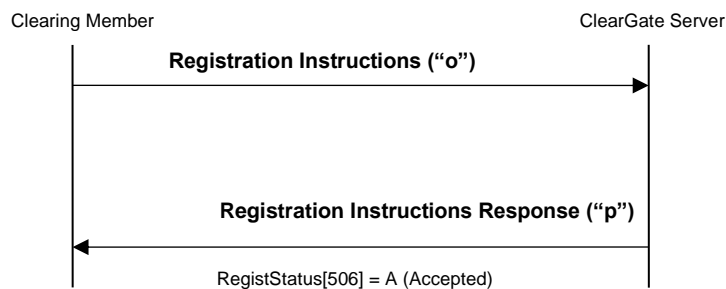 Clearing Member
ClearGate Server
Registration Instructions (“o”)
Registration Instructions Response (“p”)
RegistStatus[506] = A (Accepted)